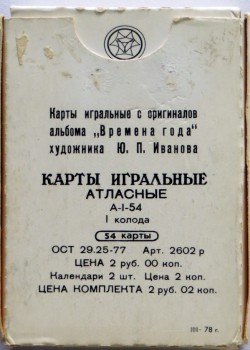 Карты игральные с оригиналов
альбома „Времена года"
художника Ю. П. Иванова
КАРТЫ ИГРАЛЬНЫЕ
АТЛАСНЫЕ
А-I-54
I колода
54 карты
ОСТ 29.25-77 Арт. 2602 р
ЦЕНА 2 руб. 00 коп.
Календари 2 шт. Цена 2 коп.
ЦЕНА КОМПЛЕКТА 2 руб. 02 коп.
78 г.